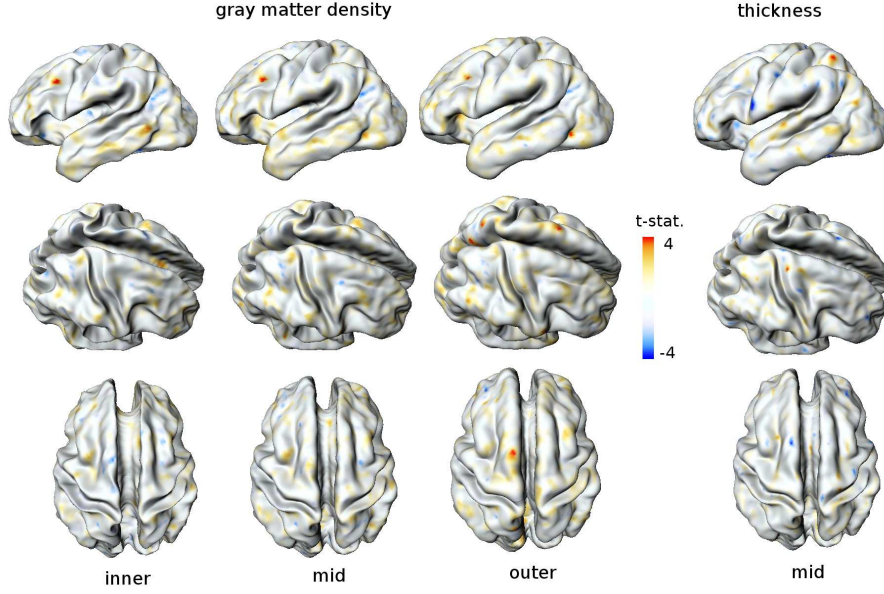 gray matter density
thickness
t-stat.
4
-4
inner
mid
outer
mid